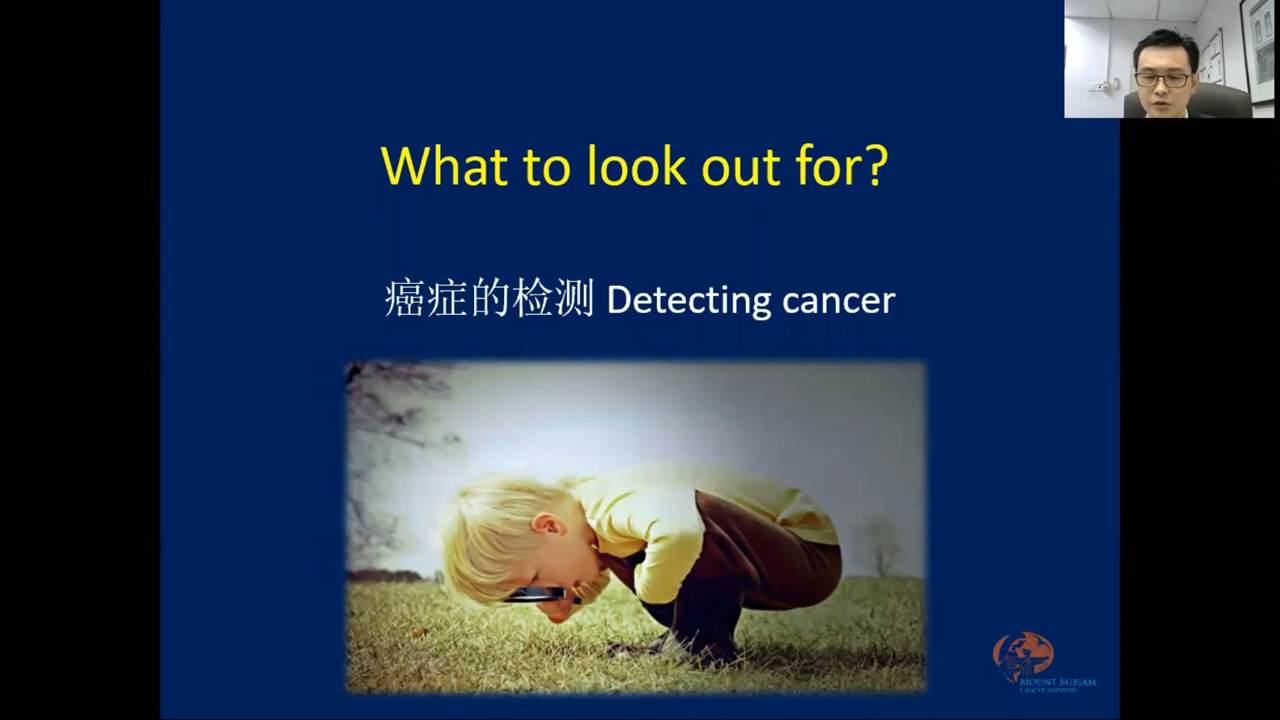 What to look out for?
癌症的检测 Detecting cancer
MOUNT MIRIAM
CANCER HOSPITAL